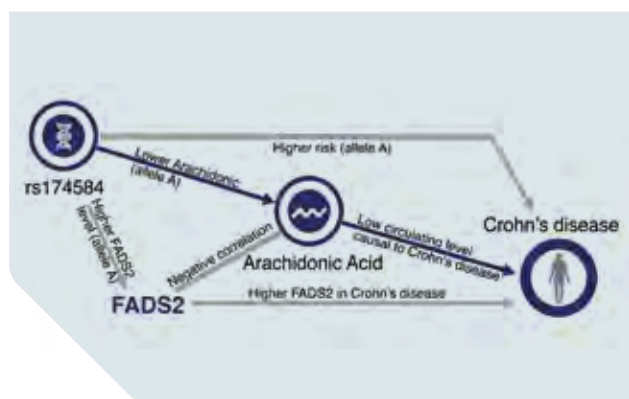 Higher risk (allele A)
Lower Arachidonic
(allele A)
rs174584
Higher FADS2
level (allele A)
Crohn's disease
Low circulating level
causal to Crohn's disease
Negative correlation
Arachidonic Acid
FADS2
Higher FADS2 in Crohn's disease